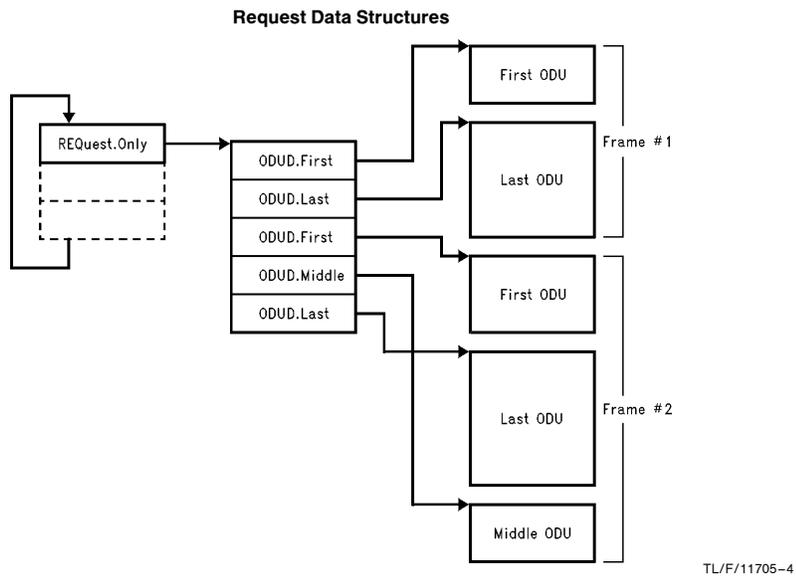 Request Data Structures
REQuest.Only
ODUD.First
ODUD.Last
ODUD.First
ODUD.Middle
ODUD.Last
First ODU
Last ODU
Frame #1
First ODU
Last ODU
Frame #2
Middle ODU
TL/F/11705–4